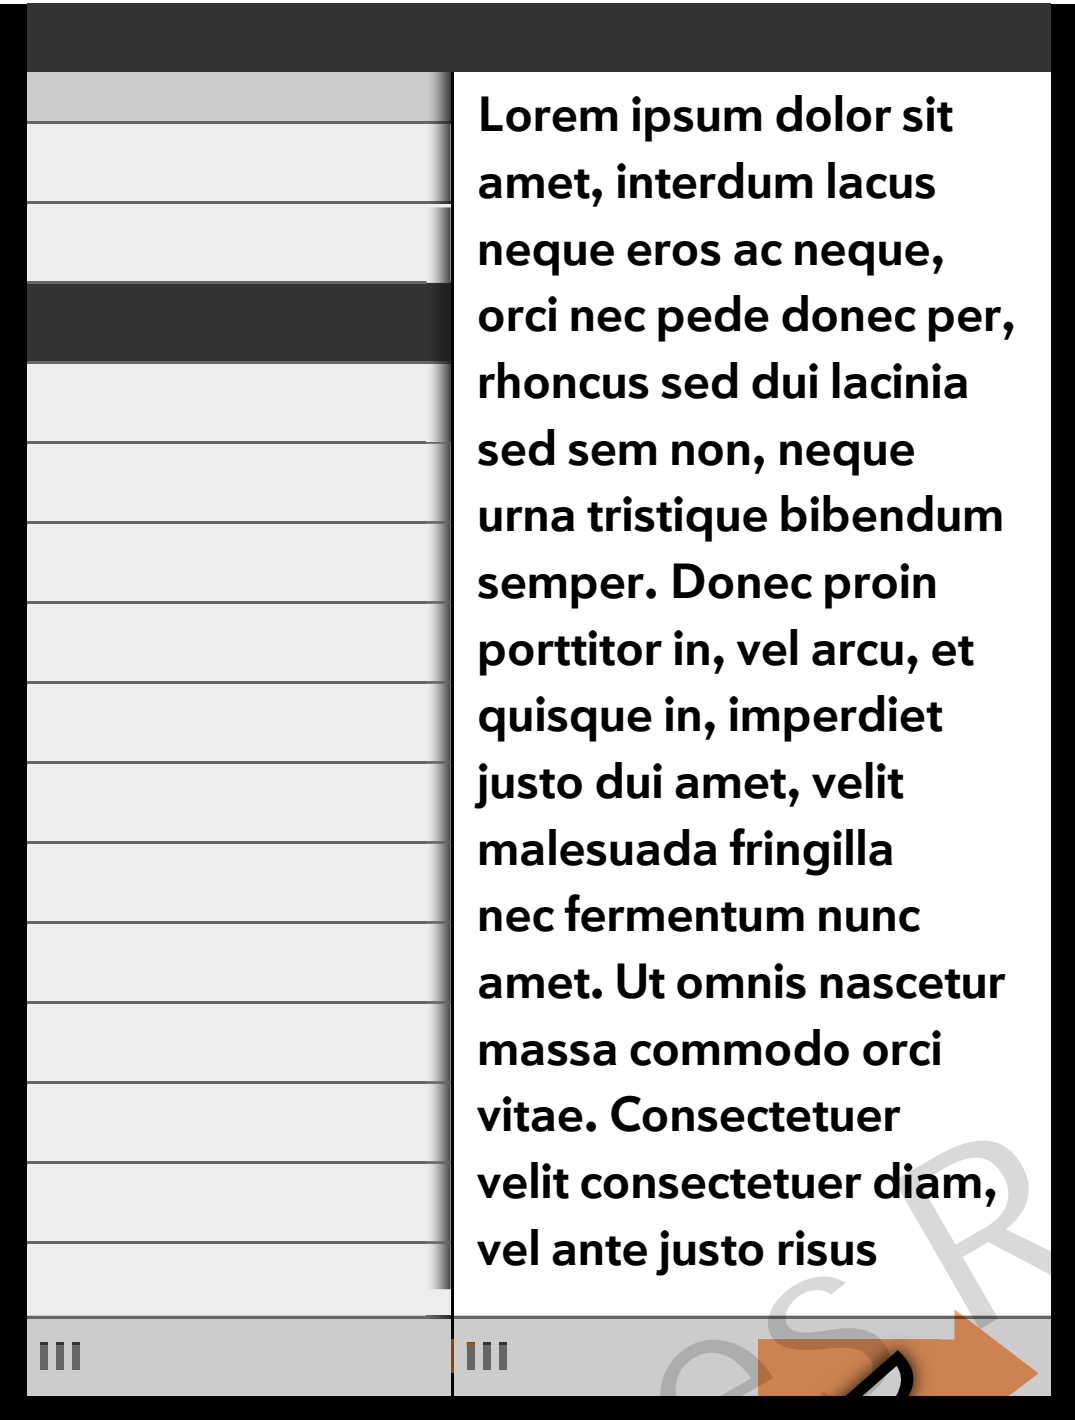 Lorem ipsum dolor sit
amet, interdum lacus
neque eros ac neque,
orci nec pede donec per,
rhoncus sed dui lacinia
sed sem non, neque
urna tristique bibendum
semper. Donec proin
porttitor in, vel arcu, et
quisque in, imperdiet
justo dui amet, velit
malesuada fringilla
nec fermentum nunc
amet. Ut omnis nascetur
massa commodo orci
vitae. Consectetuer
velit consectetuer diam,
vel ante justo risus
es R